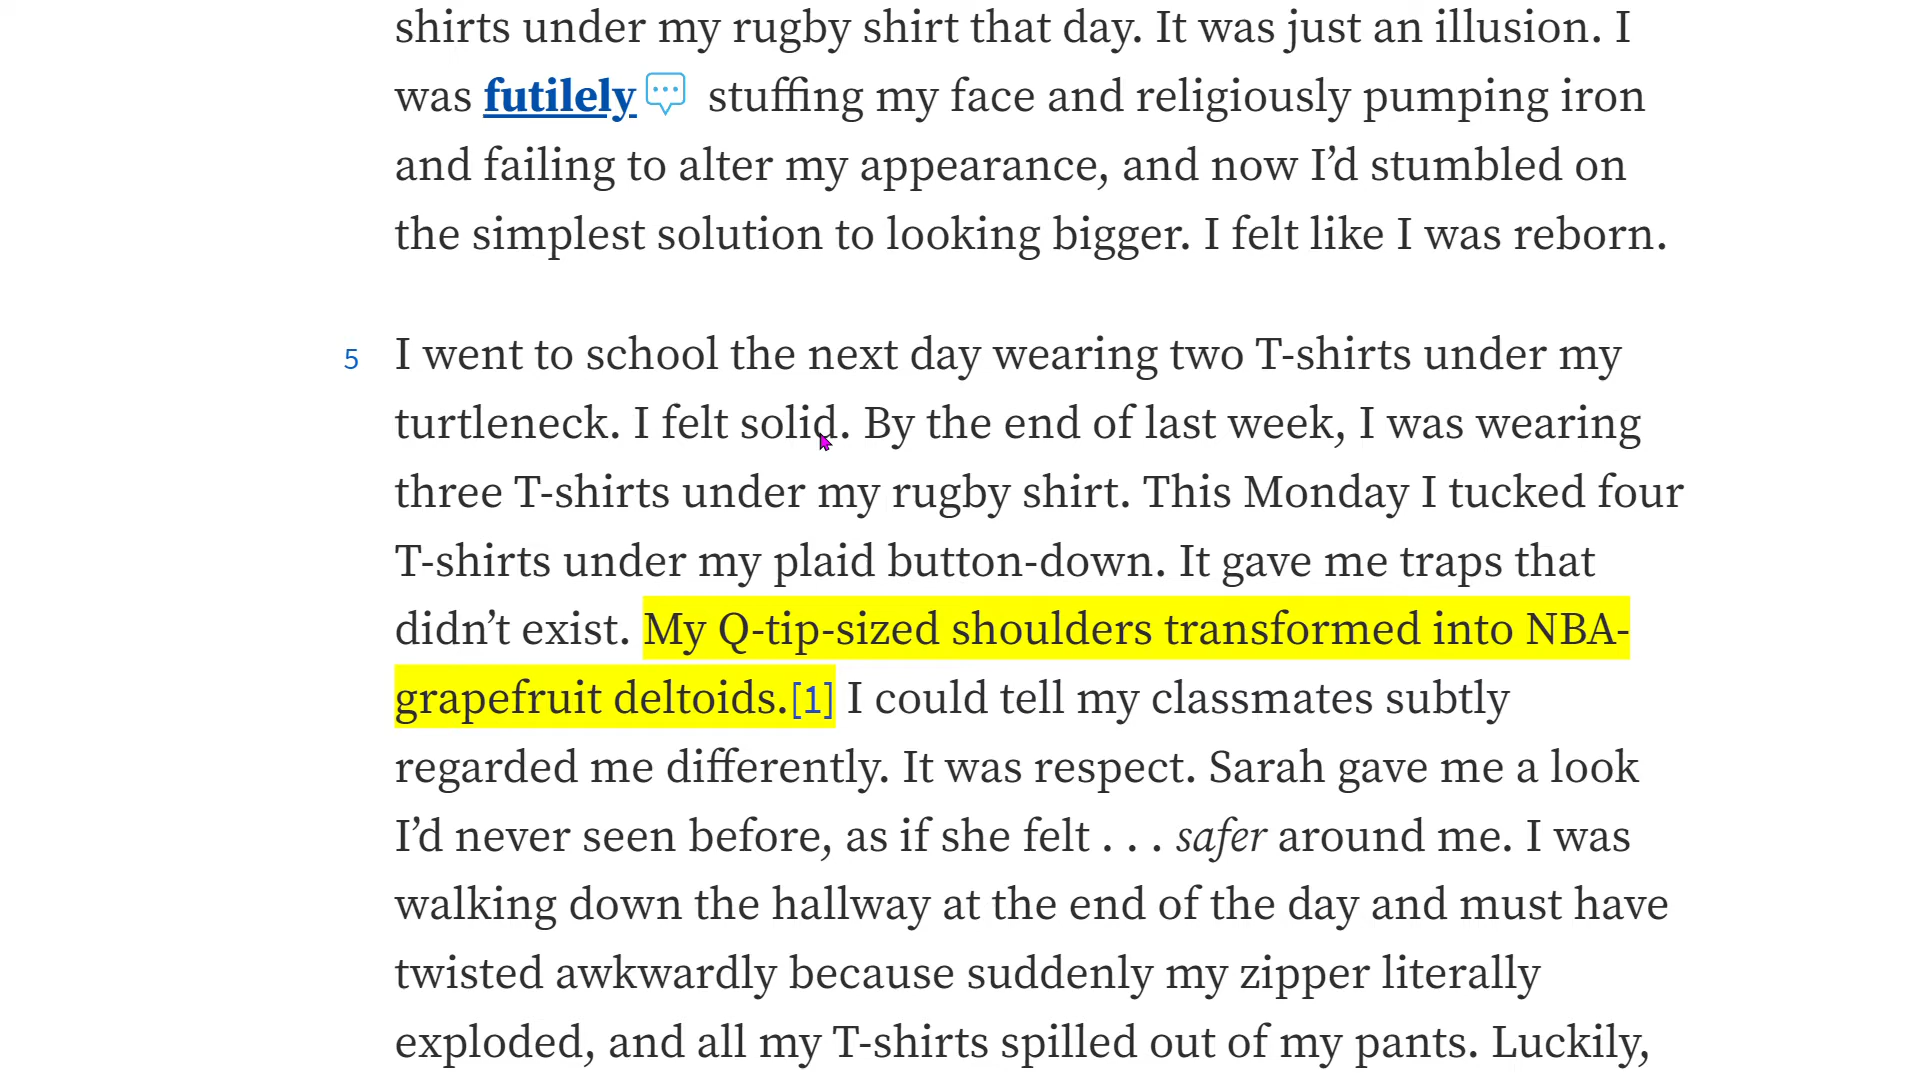 shirts under my rugby shirt that day. It was just an illusion. I
was futilely stuffing my face and religiously pumping iron
and failing to alter my appearance, and now I’d stumbled on
the simplest solution to looking bigger. I felt like I was reborn.
5 I went to school the next day wearing two T-shirts under my
turtleneck. I felt solid. By the end of last week, I was wearing
three T-shirts under my rugby shirt. This Monday I tucked four
T-shirts under my plaid button-down. It gave me traps that
didn’t exist. My Q-tip-sized shoulders transformed into NBA-
grapefruit deltoids.[1] I could tell my classmates subtly
regarded me differently. It was respect. Sarah gave me a look
I’d never seen before, as if she felt . . . safer around me. I was
walking down the hallway at the end of the day and must have
twisted awkwardly because suddenly my zipper literally
exploded, and all my T-shirts spilled out of my pants. Luckily,